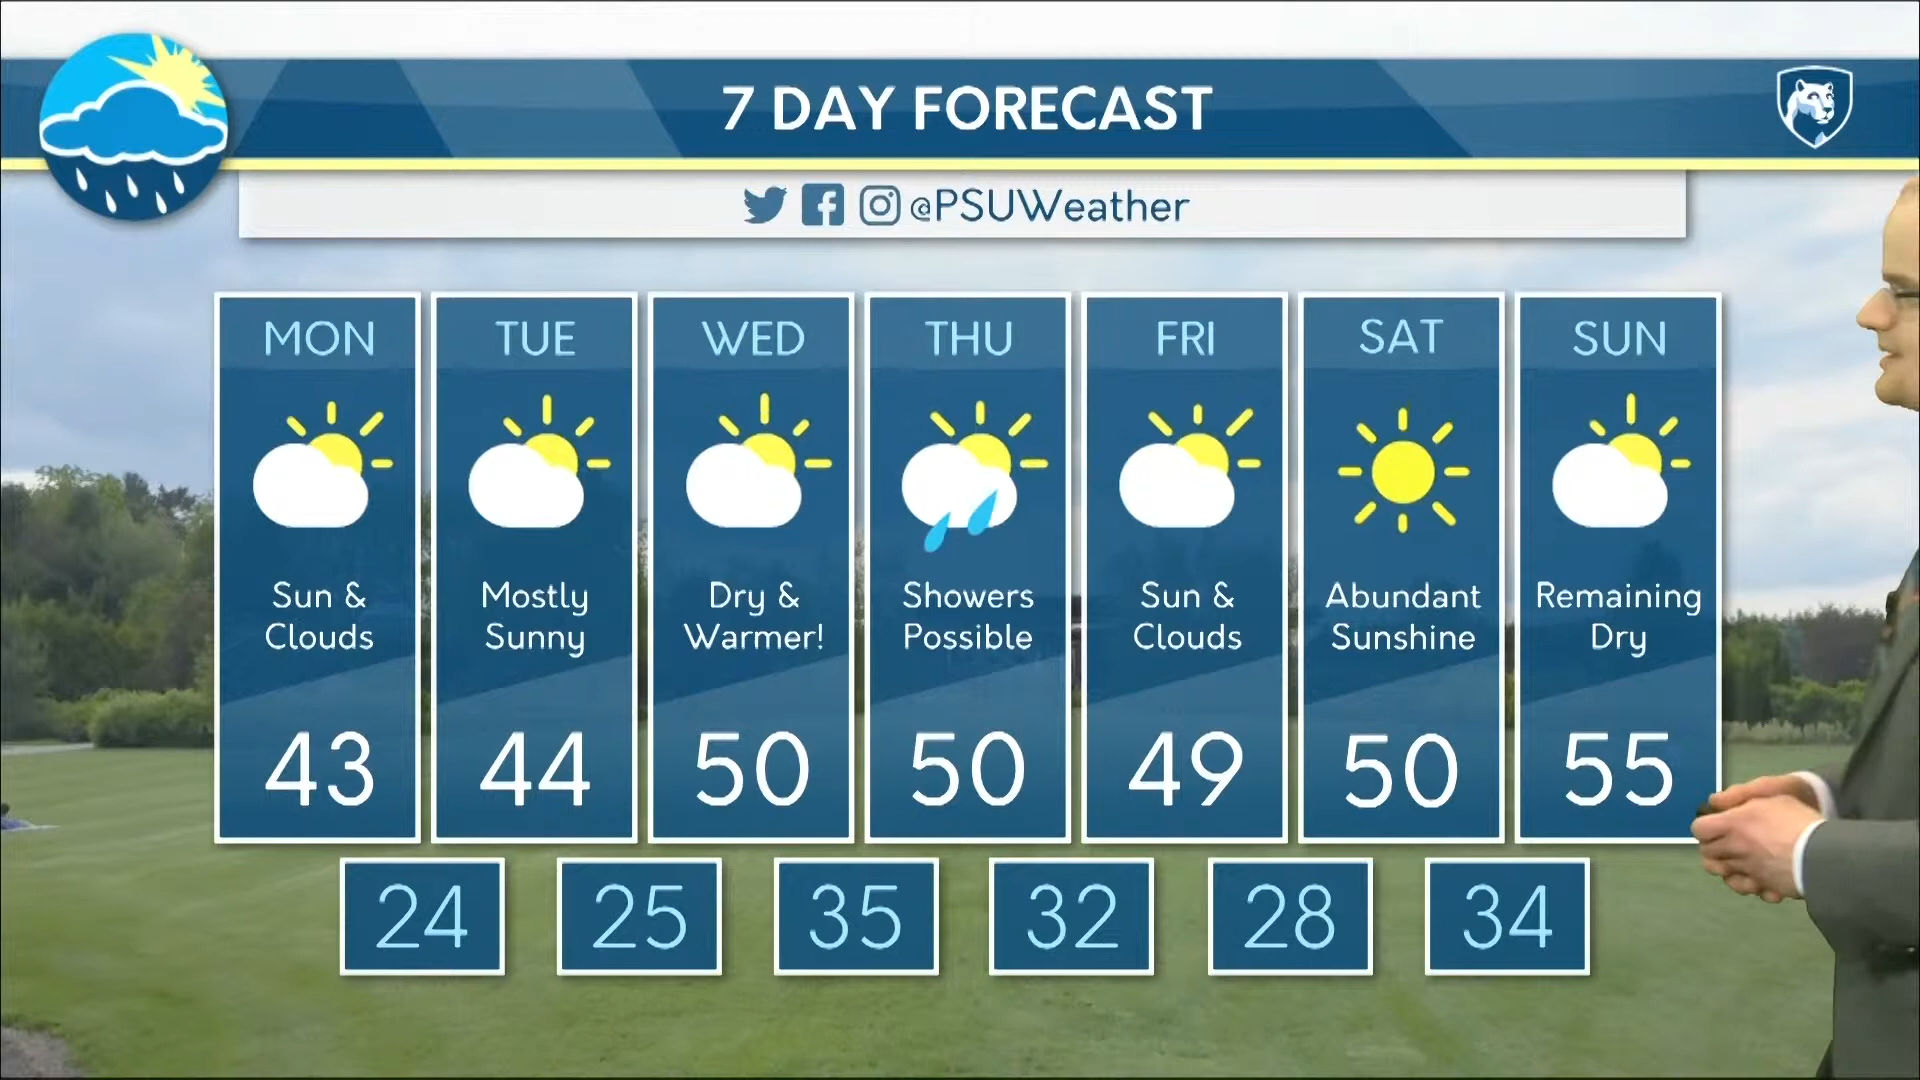 7 DAY FORECAST
@PSUWeather
MON
TUE
WED
THU
FRI
SAT
SUN
Sun &
Clouds
Mostly
Sunny
Dry &
Warmer!
Showers
Possible
Sun &
Clouds
Abundant
Sunshine
Remaining
Dry
43
44
50
50
49
50
55
24
25
35
32
28
34